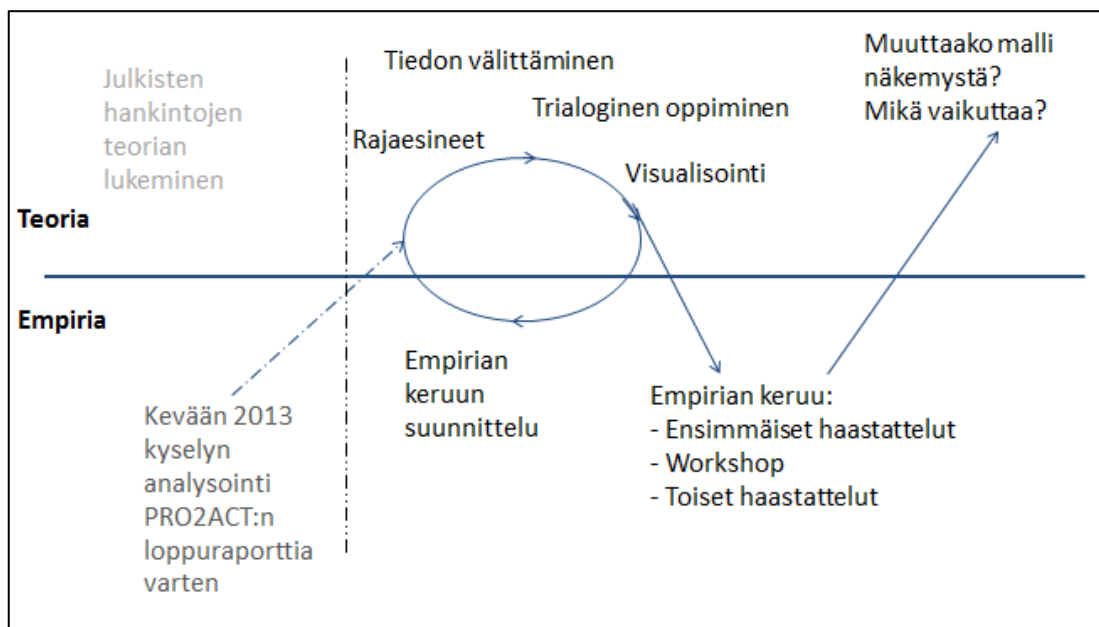 Julkisten
hankintojen
teorian
lukeminen
Tiedon välittäminen
Trialoginen oppiminen
Rajaesineet
Visualisointi
Muuttaako malli
näkemystä?
Mikä vaikuttaa?
Teoria
Empiria
Kevään 2013
kyselyn
analysointi
PRO2ACT:n
loppuraporttia
varten
Empirian
keruun
suunnittelu
Empirian keruu:
- Ensimmäiset haastattelut
- Workshop
- Toiset haastattelut